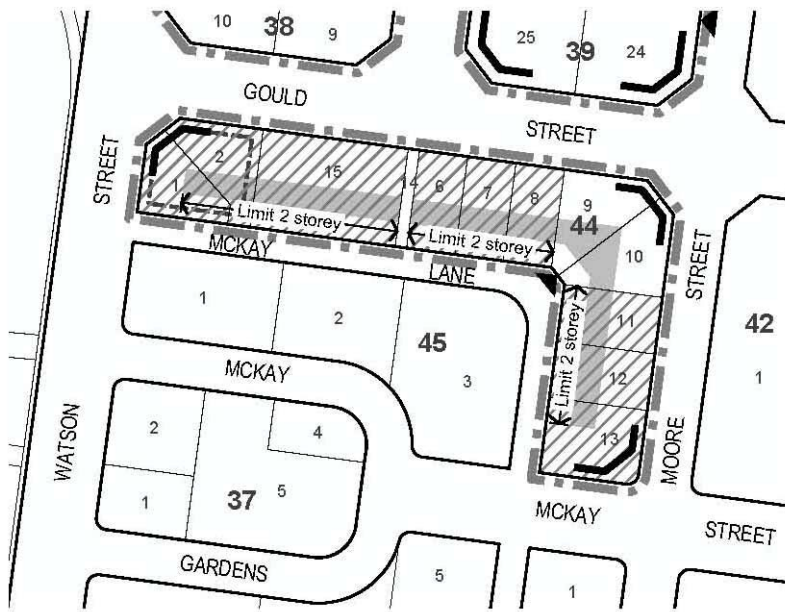 10
38
9
25
39
24
GOULD
STREET
STREET
2
1
15
14
6
7
8
9
44
10
Limit 2 storey
Limit 2 storey
MCKAY
LANE
STREET
1
2
45
3
Limit 2 storey
11
12
13
42
1
MCKAY
2
4
1
37
5
WATSON
MOORE
MCKAY
STREET
GARDENS
5
1